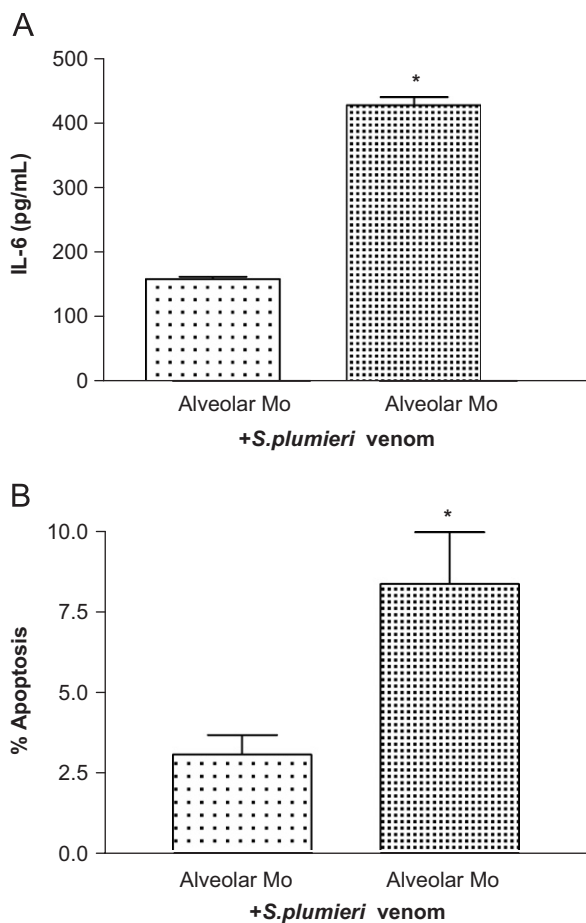 A
500
400
300
200
100
0
IL-6 (pg/mL)
*
Alveolar Mo Alveolar Mo
+S.plumieri venom
B
10.0
7.5
5.0
2.5
0.0
% Apoptosis
*
Alveolar Mo Alveolar Mo
+S.plumieri venom